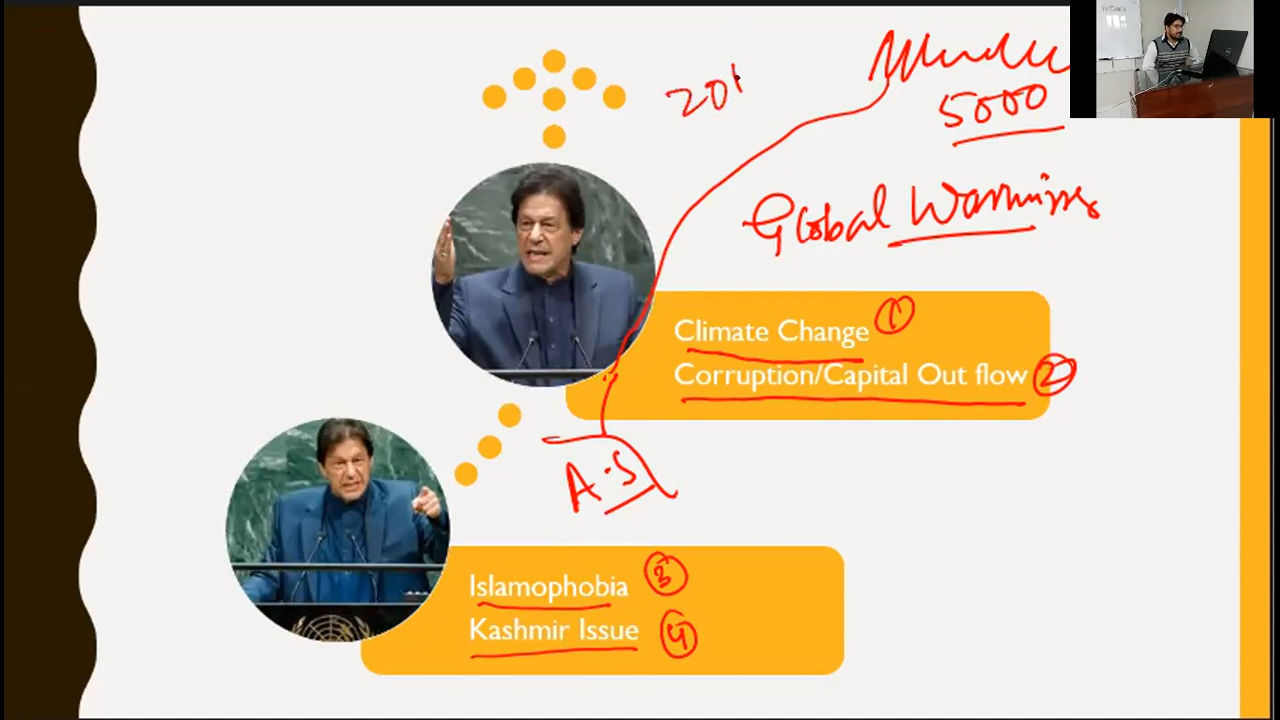 201
5000
Global Warming
Climate Change 1
Corruption/Capital Out flow 2
A.S
Islamophobia 3
Kashmir Issue 4